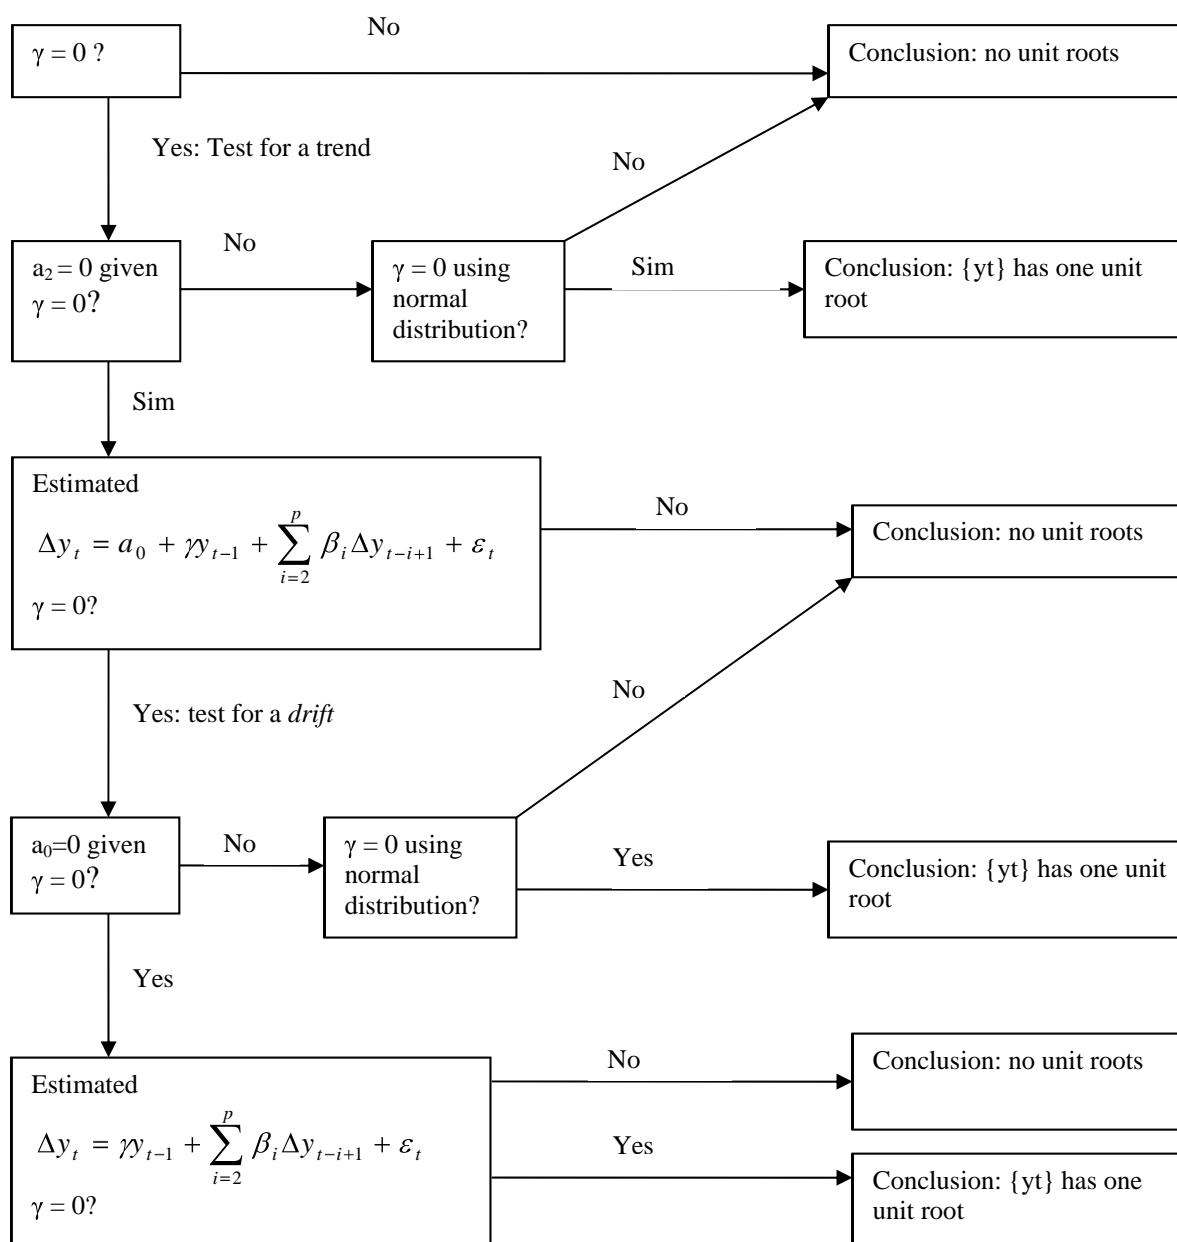 No
γ = 0 ?
Conclusion: no unit roots
Yes: Test for a trend
No
No
a₂ = 0 given
γ = 0?
γ = 0 using
normal
distribution?
Sim
Conclusion: {yt} has one unit
root
Sim
Estimated
Δy_t = a_0 + γy_{t−1} + ∑_{i=2}^{p} β_i Δy_{t−i+1} + ε_t
γ = 0?
No
Conclusion: no unit roots
No
Yes: test for a drift
a₀=0 given
γ = 0?
No
γ = 0 using
normal
distribution?
Yes
Conclusion: {yt} has one unit
root
Yes
Estimated
Δy_t = γy_{t−1} + ∑_{i=2}^{p} β_i Δy_{t−i+1} + ε_t
γ = 0?
No
Conclusion: no unit roots
Yes
Conclusion: {yt} has one
unit root